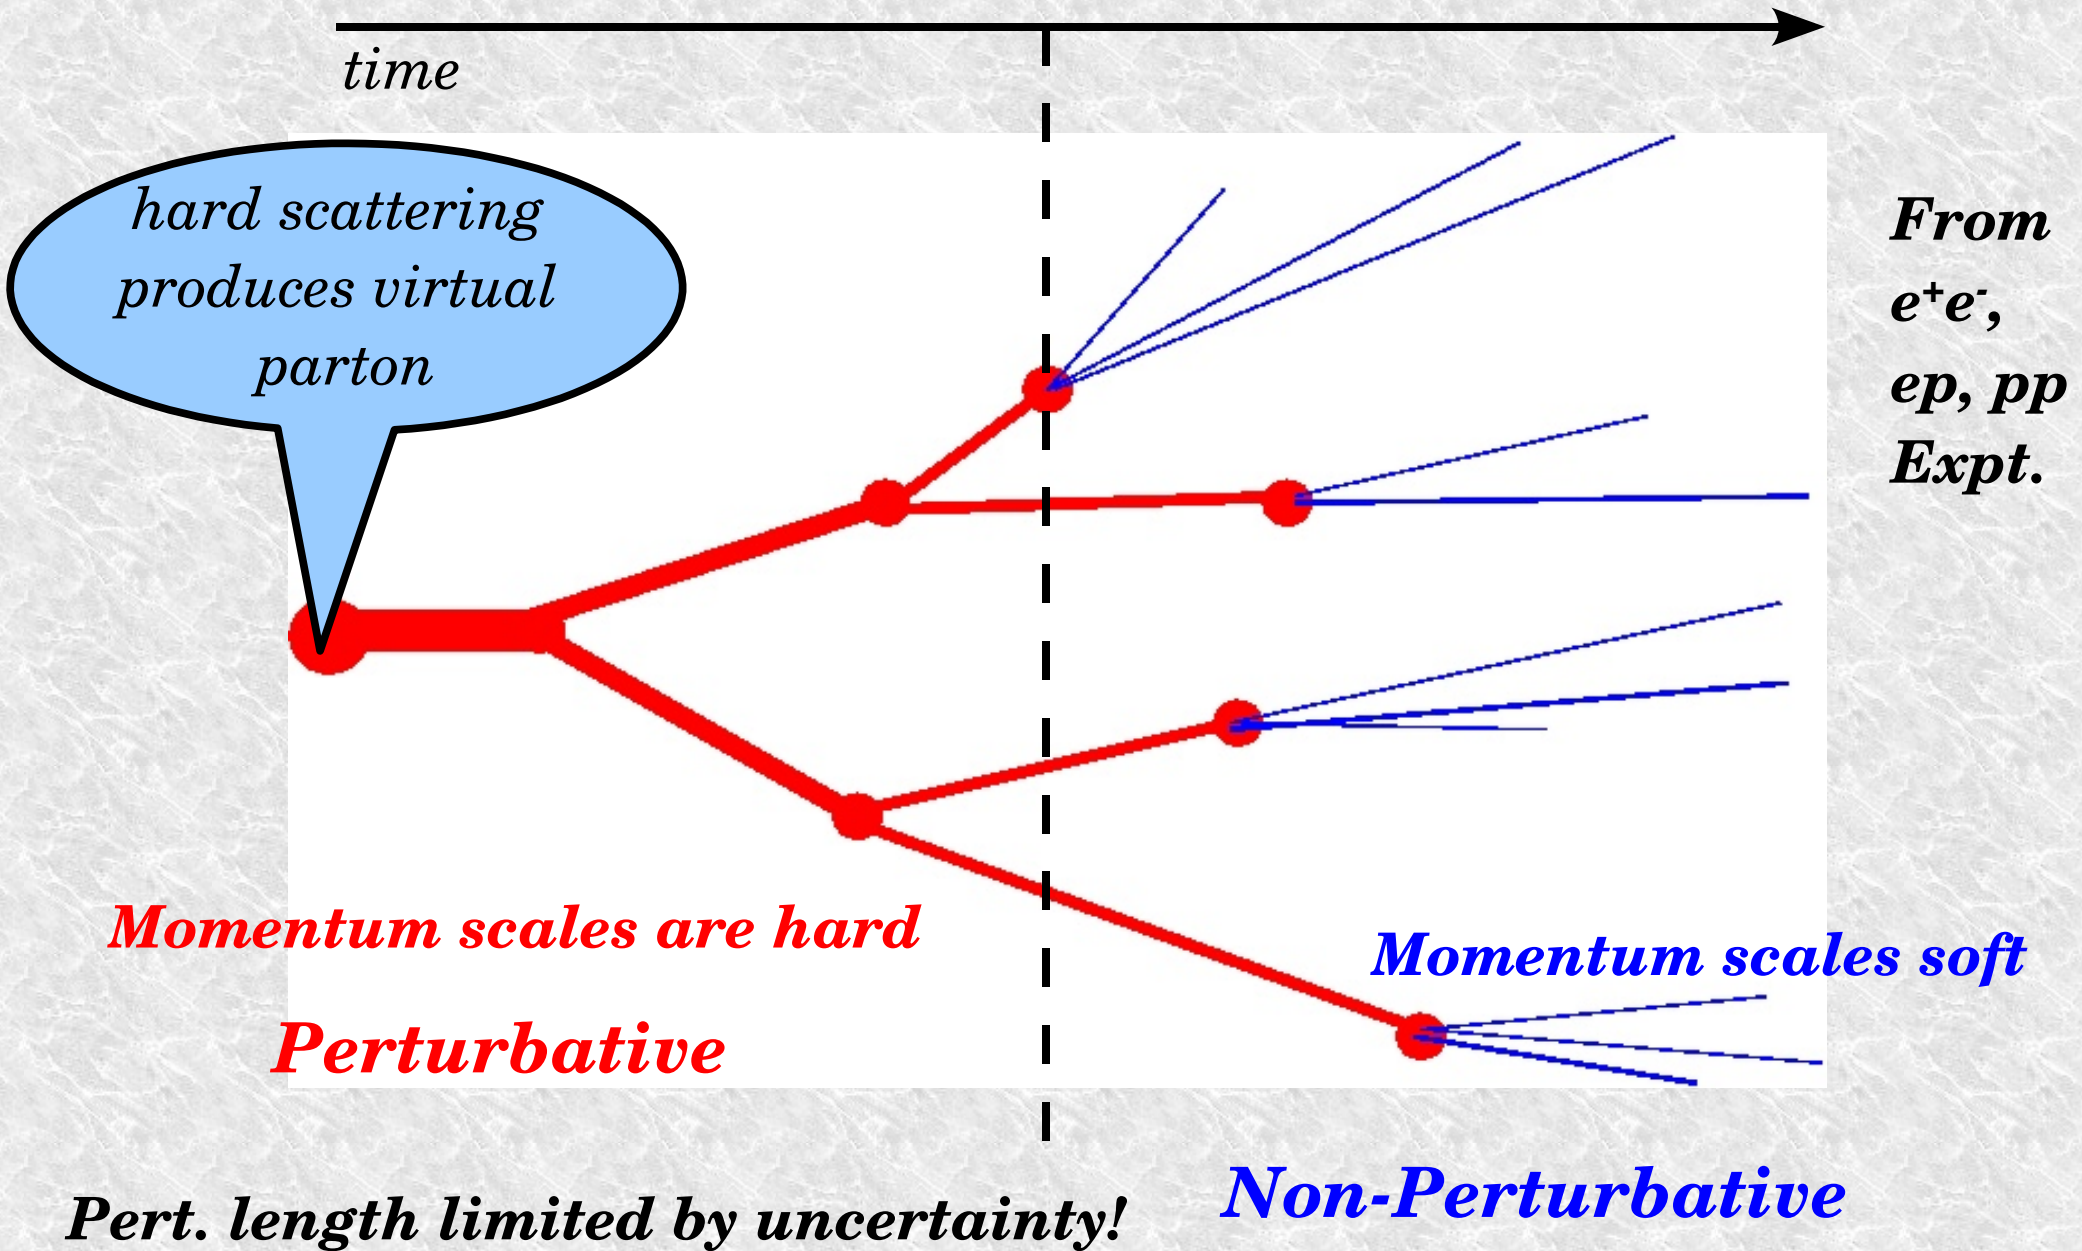 time
hard scattering
produces virtual
parton
From
e⁺e⁻,
ep, pp
Expt.
Momentum scales are hard
Momentum scales soft
Perturbative
Non-Perturbative
Pert. length limited by uncertainty!